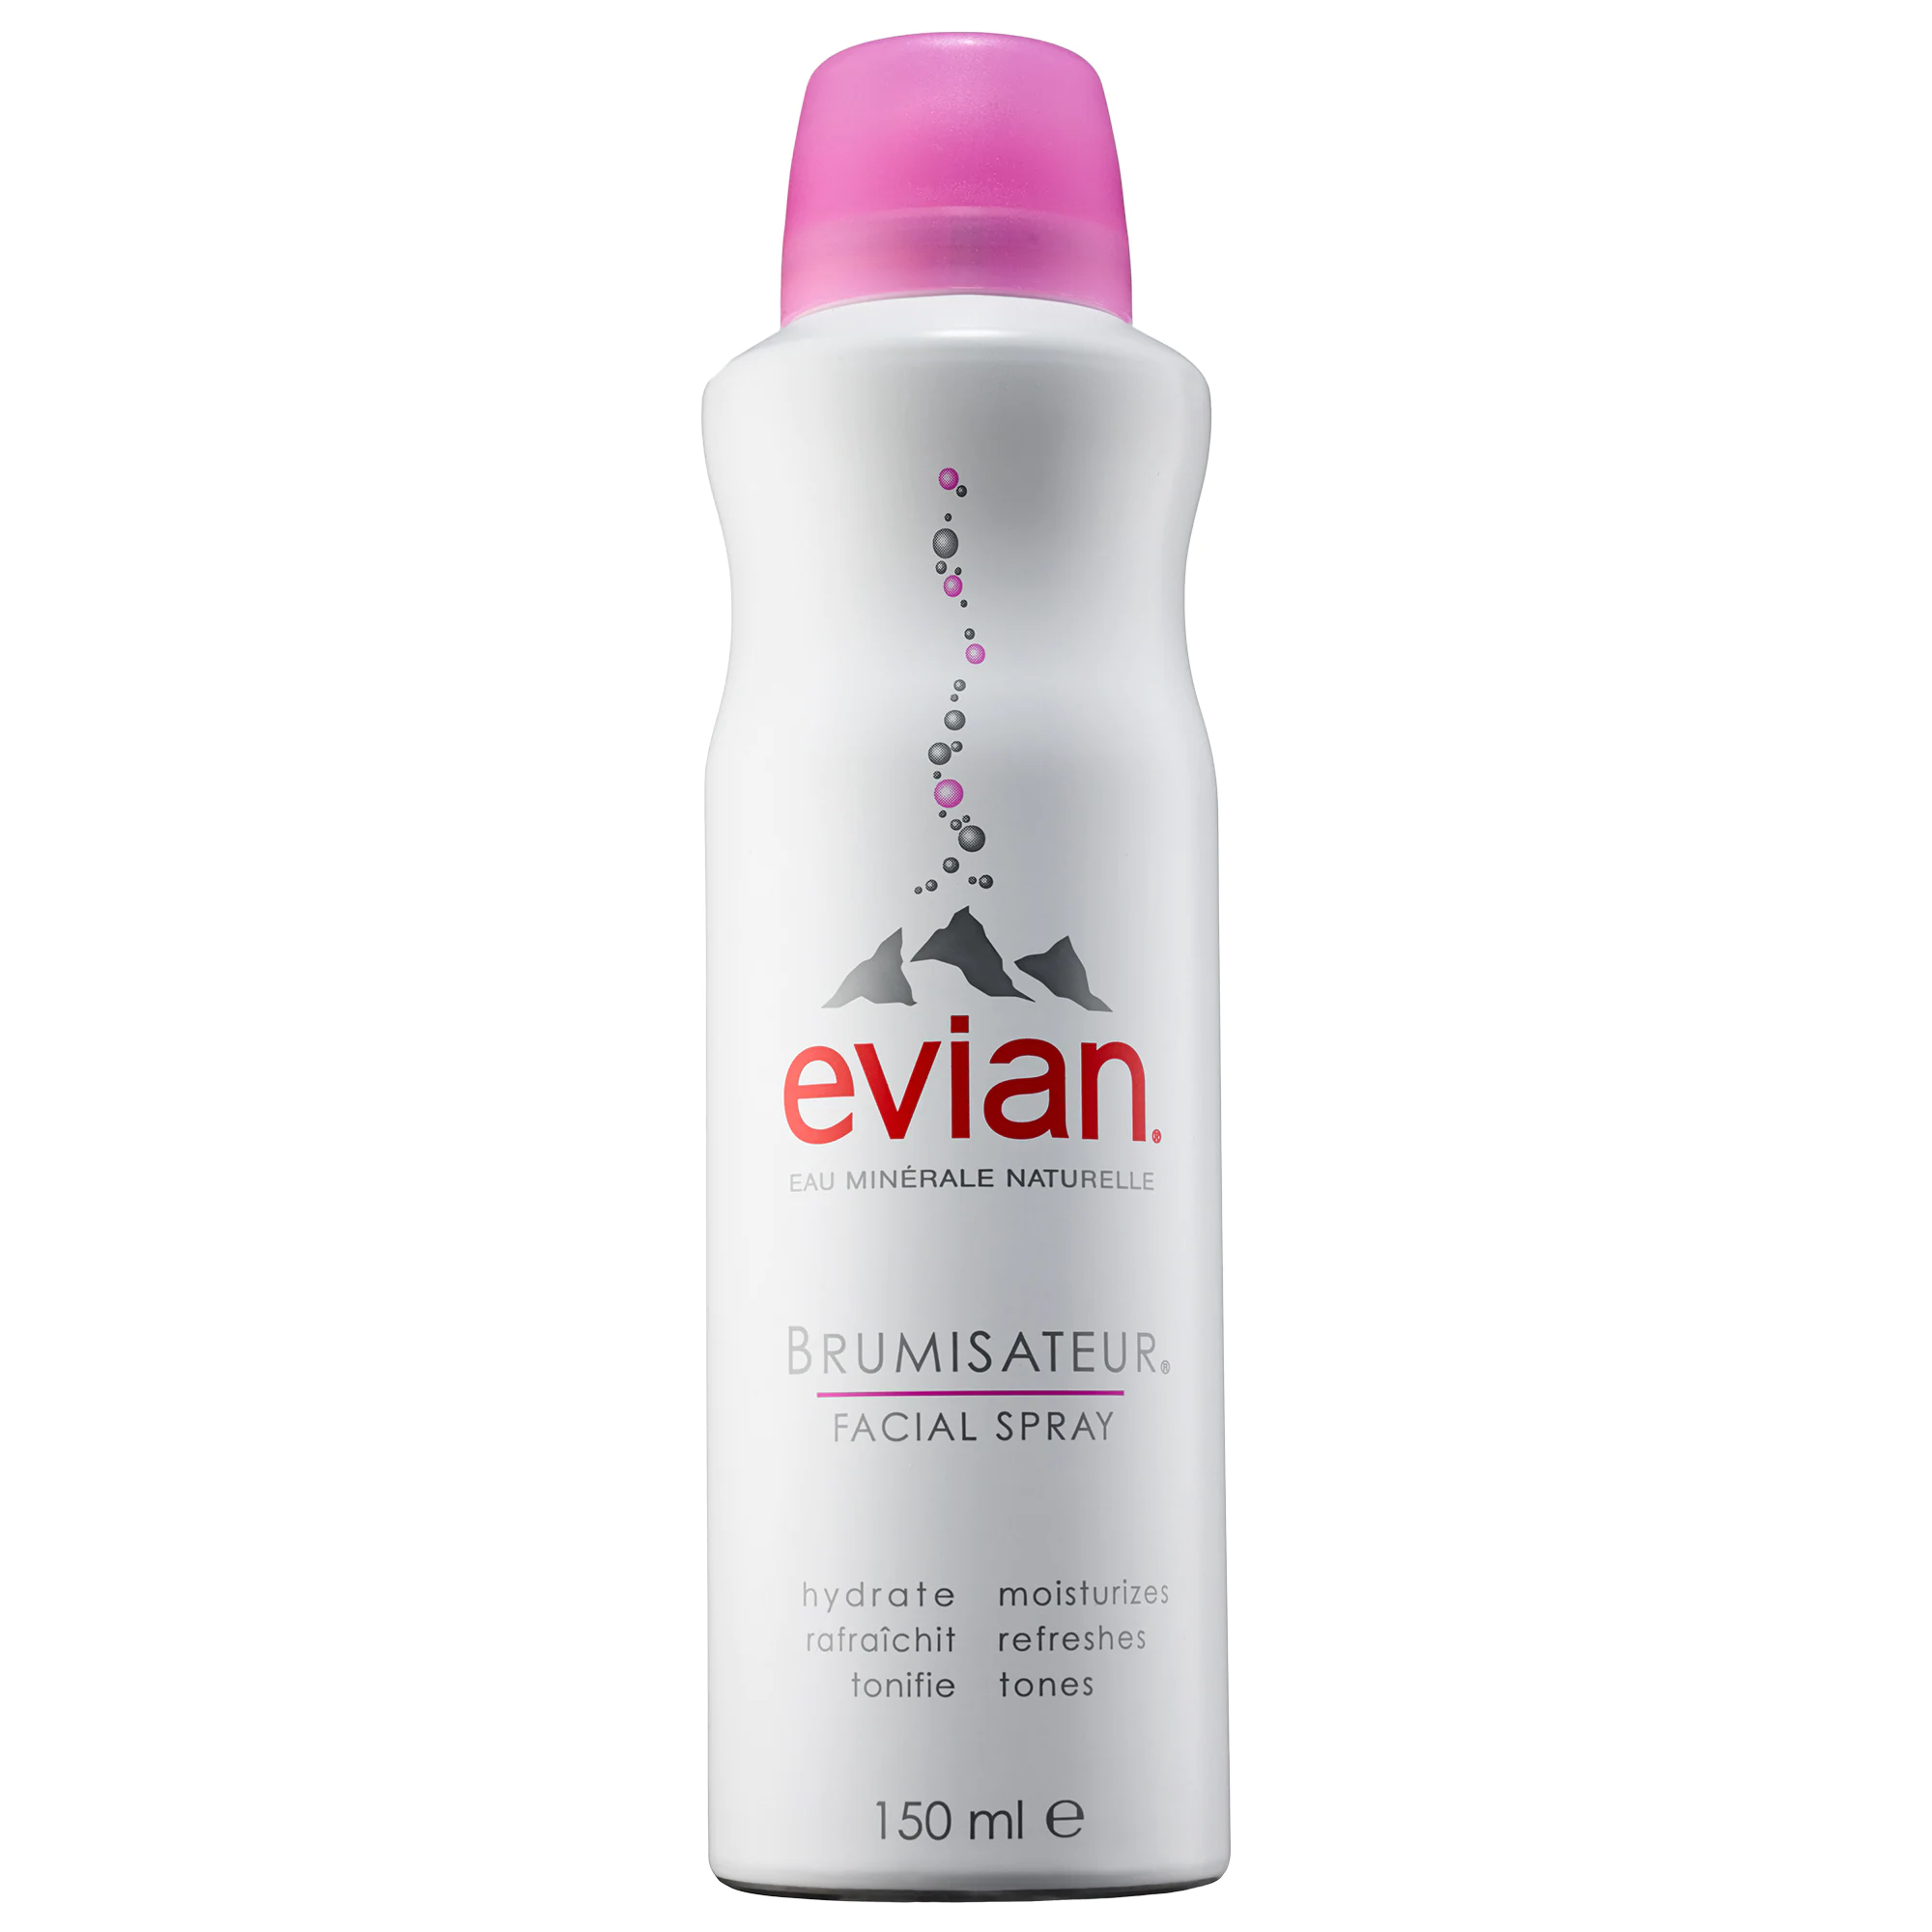 evian®
EAU MINÉRALE NATURELLE
BRUMISATEUR®
FACIAL SPRAY
hydrate moisturizes
rafraîchit refreshes
tonifie tones
150 ml ℮